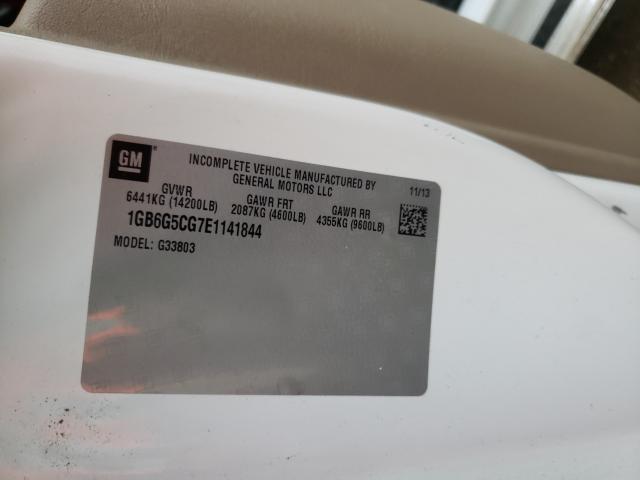 GM
INCOMPLETE VEHICLE MANUFACTURED BY
GENERAL MOTORS LLC
11/13
GVWR GAWR FRT GAWR RR
6441KG (14200LB) 2087KG (4600LB) 4355KG (9600LB)
1GB6G5CG7E1141844
MODEL: G33803